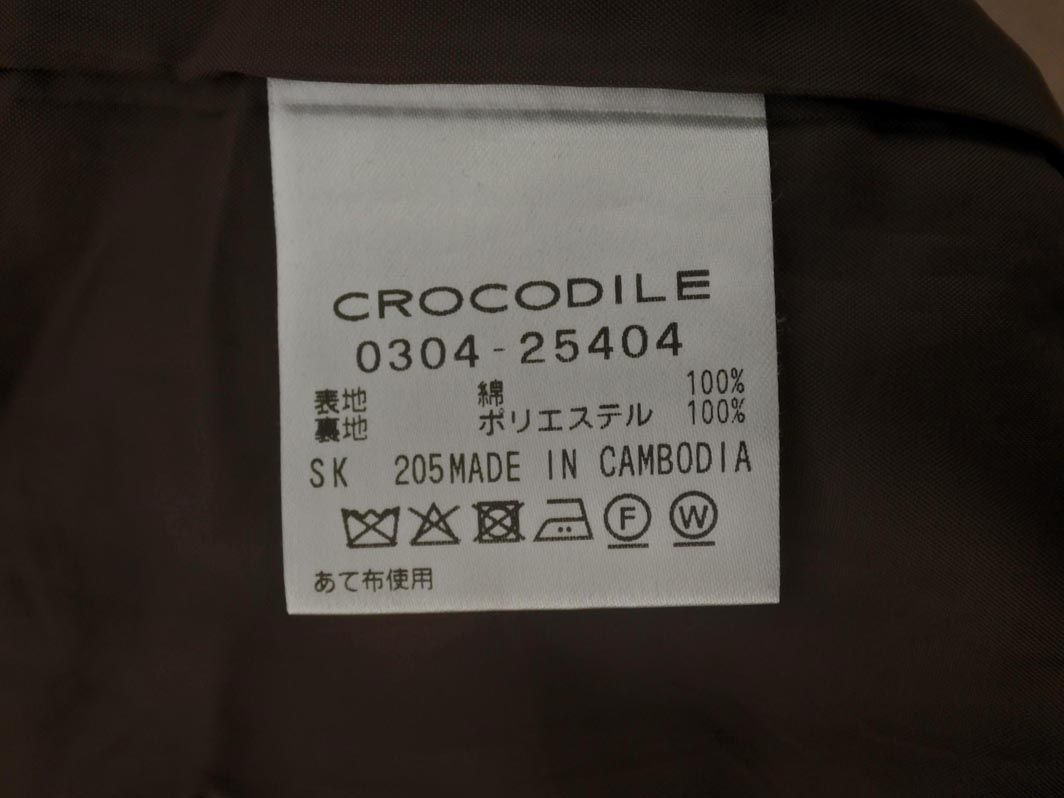 CROCODILE
0304-25404
表地 綿 100%
裏地 ポリエステル 100%
SK 205MADE IN CAMBODIA
F W
あて布使用